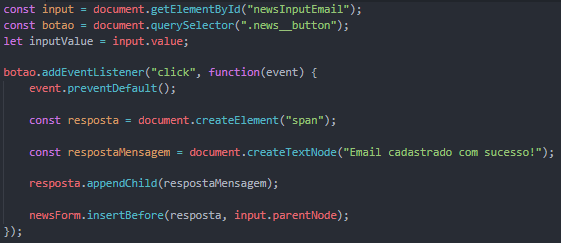 const input = document.getElementById("newsInputEmail");
const botao = document.querySelector(".news__button");
let inputValue = input.value;
botao.addEventListener("click", function(event) {
event.preventDefault();
const resposta = document.createElement("span");
const respostaMensagem = document.createTextNode("Email cadastrado com sucesso!");
resposta.appendChild(respostaMensagem);
newsForm.insertBefore(resposta, input.parentNode);
});